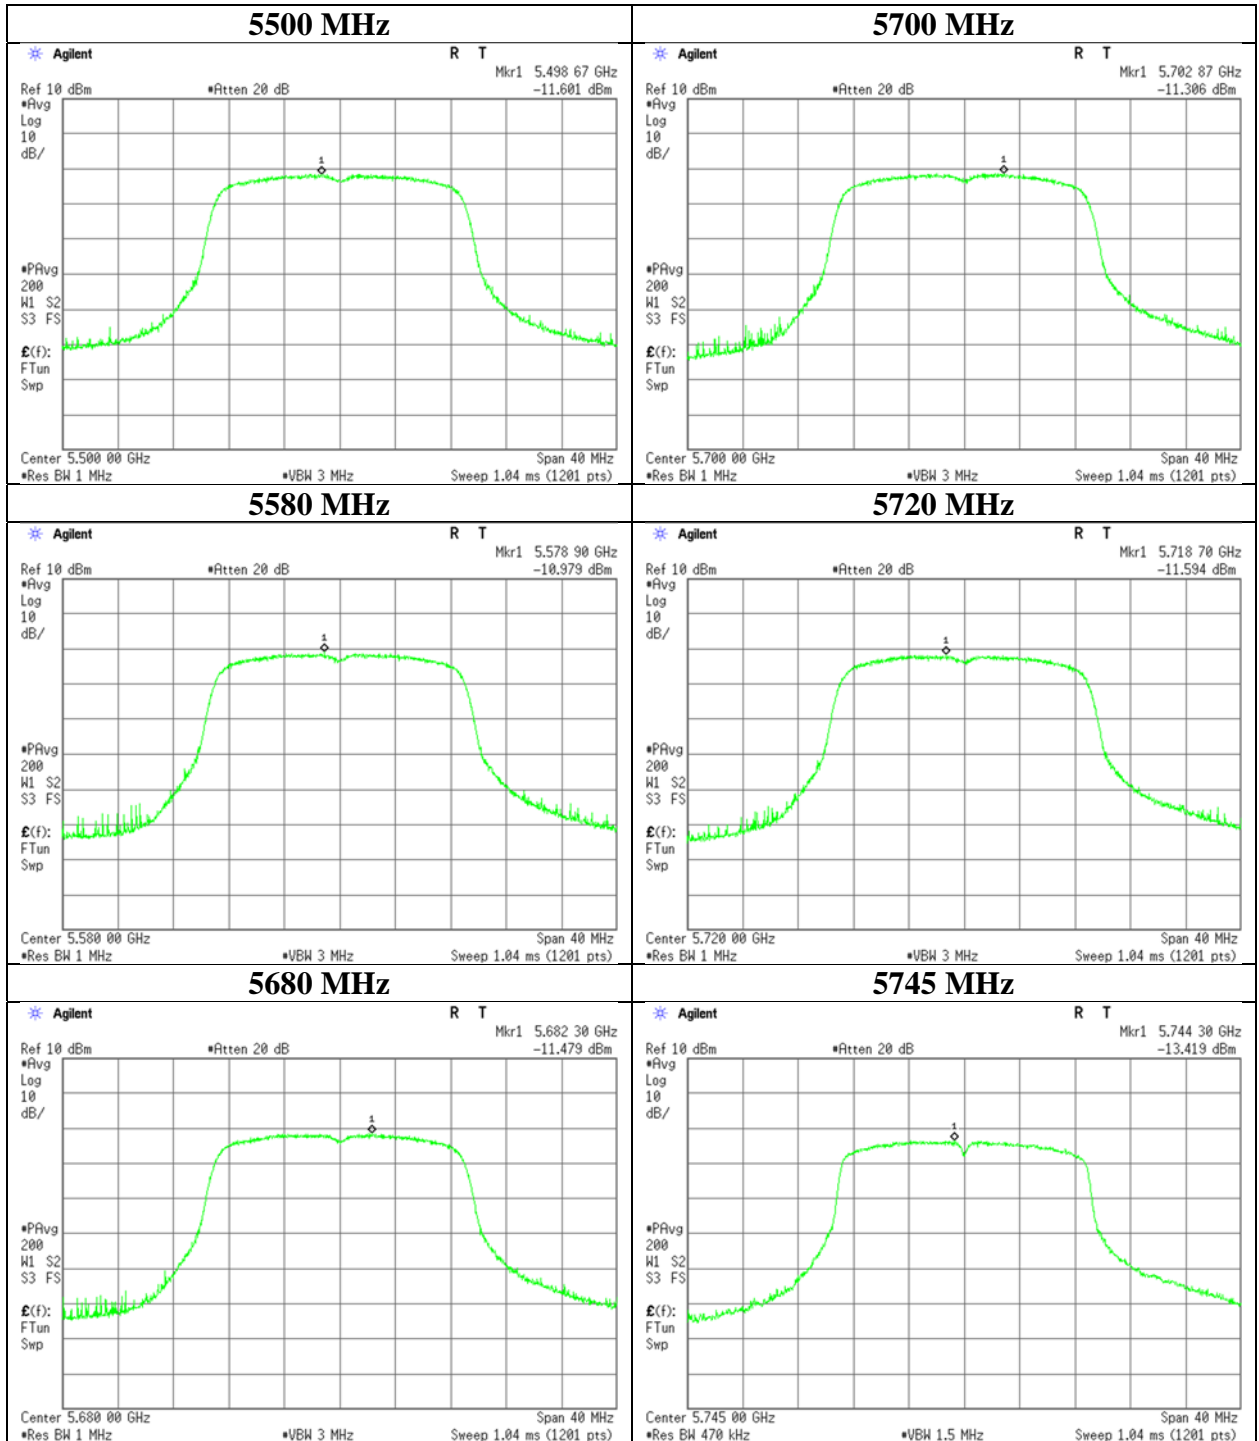 5500 MHz
Agilent
R T
Mkr1 5.498 67 GHz
Ref 10 dBm #Atten 20 dB -11.601 dBm
#Avg
Log
10
dB/
1
#PAvg
200
W1 S2
S3 FS
£(f):
FTun
Swp
Center 5.500 00 GHz Span 40 MHz
#Res BW 1 MHz #VBW 3 MHz Sweep 1.04 ms (1201 pts)
5700 MHz
Agilent
R T
Mkr1 5.702 87 GHz
Ref 10 dBm #Atten 20 dB -11.306 dBm
#Avg
Log
10
dB/
1
#PAvg
200
W1 S2
S3 FS
£(f):
FTun
Swp
Center 5.700 00 GHz Span 40 MHz
#Res BW 1 MHz #VBW 3 MHz Sweep 1.04 ms (1201 pts)
5580 MHz
Agilent
R T
Mkr1 5.578 90 GHz
Ref 10 dBm #Atten 20 dB -10.979 dBm
#Avg
Log
10
dB/
1
#PAvg
200
W1 S2
S3 FS
£(f):
FTun
Swp
Center 5.580 00 GHz Span 40 MHz
#Res BW 1 MHz #VBW 3 MHz Sweep 1.04 ms (1201 pts)
5720 MHz
Agilent
R T
Mkr1 5.718 70 GHz
Ref 10 dBm #Atten 20 dB -11.594 dBm
#Avg
Log
10
dB/
1
#PAvg
200
W1 S2
S3 FS
£(f):
FTun
Swp
Center 5.720 00 GHz Span 40 MHz
#Res BW 1 MHz #VBW 3 MHz Sweep 1.04 ms (1201 pts)
5680 MHz
Agilent
R T
Mkr1 5.682 30 GHz
Ref 10 dBm #Atten 20 dB -11.479 dBm
#Avg
Log
10
dB/
1
#PAvg
200
W1 S2
S3 FS
£(f):
FTun
Swp
Center 5.680 00 GHz Span 40 MHz
#Res BW 1 MHz #VBW 3 MHz Sweep 1.04 ms (1201 pts)
5745 MHz
Agilent
R T
Mkr1 5.744 30 GHz
Ref 10 dBm #Atten 20 dB -13.419 dBm
#Avg
Log
10
dB/
1
#PAvg
200
W1 S2
S3 FS
£(f):
FTun
Swp
Center 5.745 00 GHz Span 40 MHz
#Res BW 470 kHz #VBW 1.5 MHz Sweep 1.04 ms (1201 pts)